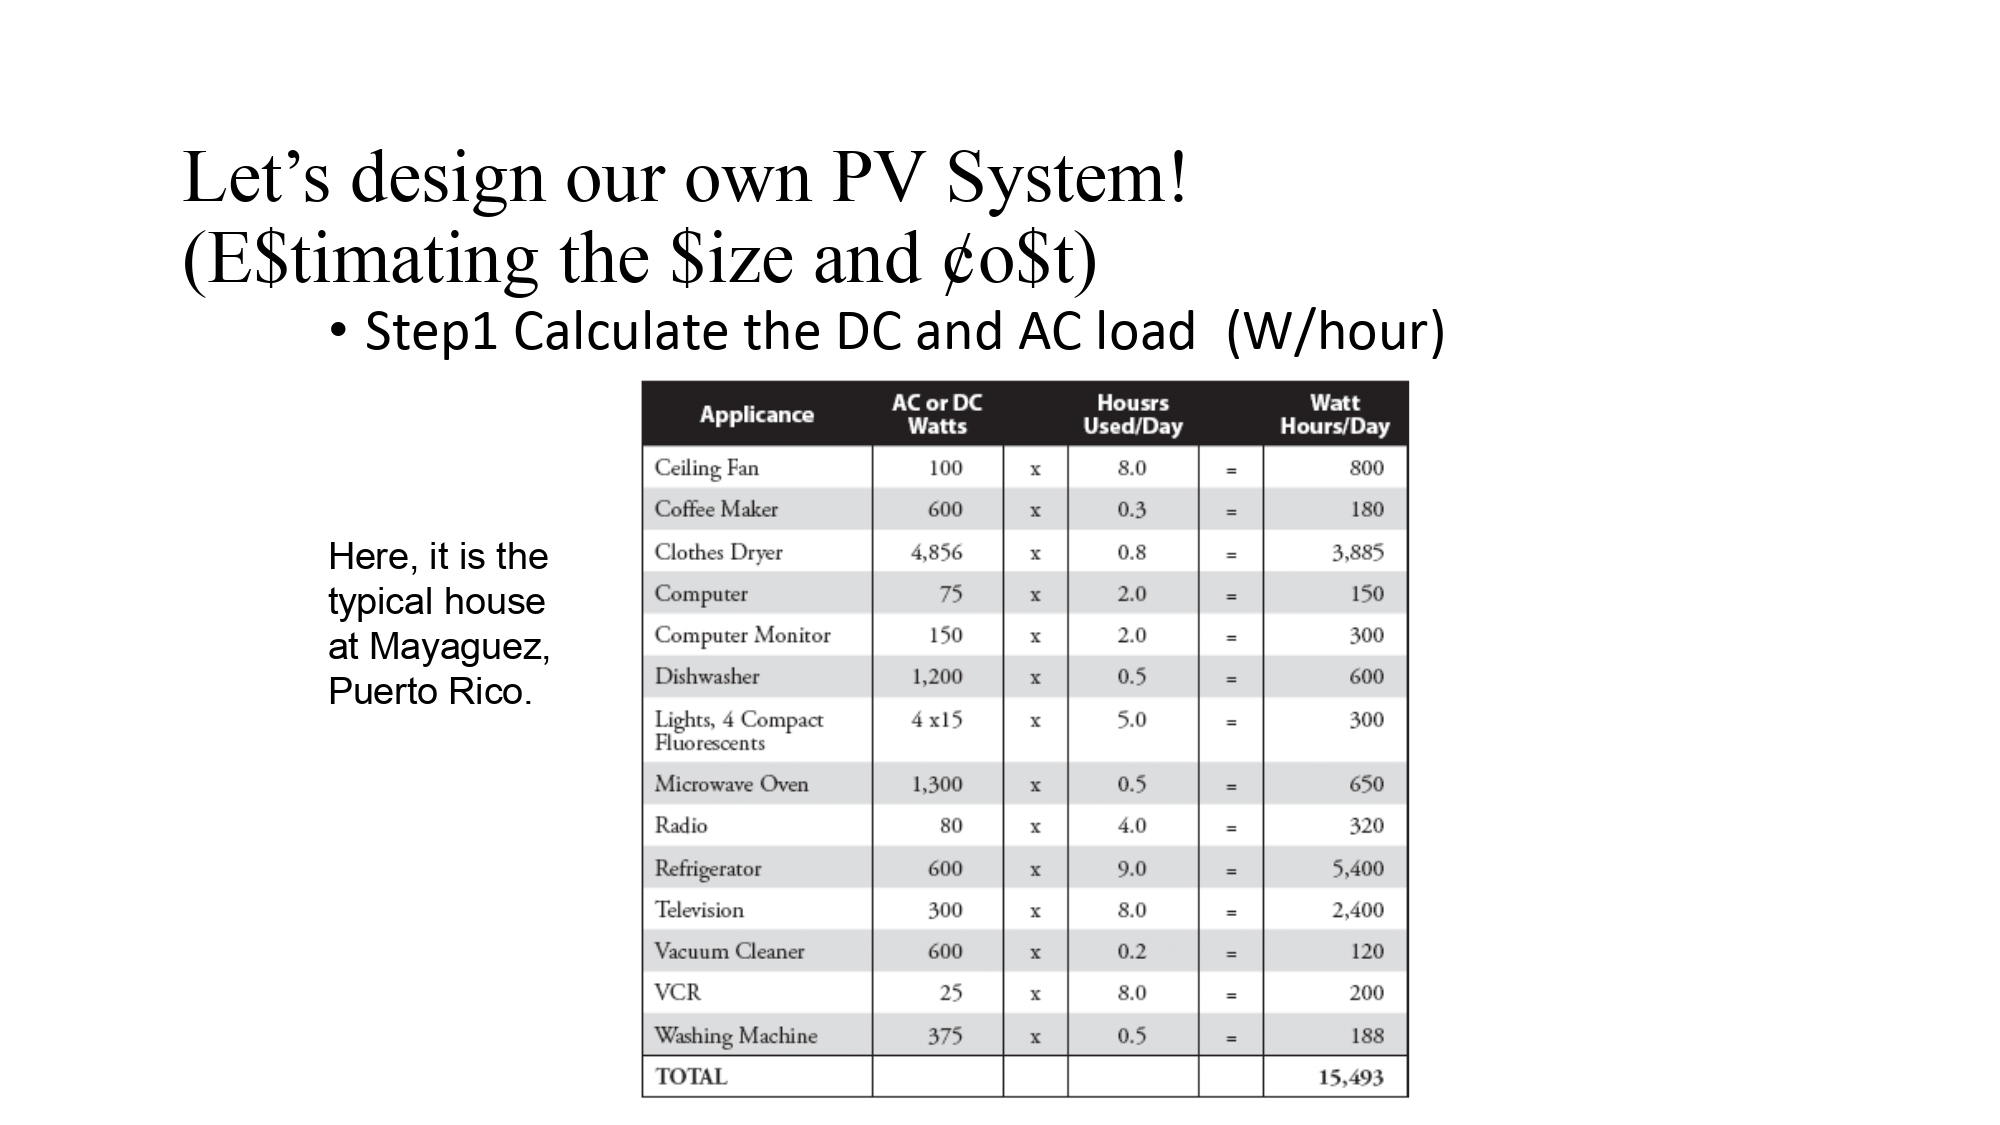 Let’s design our own PV System!
(E$timating the $ize and ¢o$t)
• Step1 Calculate the DC and AC load (W/hour)
Here, it is the
typical house
at Mayaguez,
Puerto Rico.
Applicance AC or DC Watts Housrs Used/Day Watt Hours/Day
Ceiling Fan 100 x 8.0 = 800
Coffee Maker 600 x 0.3 = 180
Clothes Dryer 4,856 x 0.8 = 3,885
Computer 75 x 2.0 = 150
Computer Monitor 150 x 2.0 = 300
Dishwasher 1,200 x 0.5 = 600
Lights, 4 Compact Fluorescents 4 x15 x 5.0 = 300
Microwave Oven 1,300 x 0.5 = 650
Radio 80 x 4.0 = 320
Refrigerator 600 x 9.0 = 5,400
Television 300 x 8.0 = 2,400
Vacuum Cleaner 600 x 0.2 = 120
VCR 25 x 8.0 = 200
Washing Machine 375 x 0.5 = 188
TOTAL 15,493